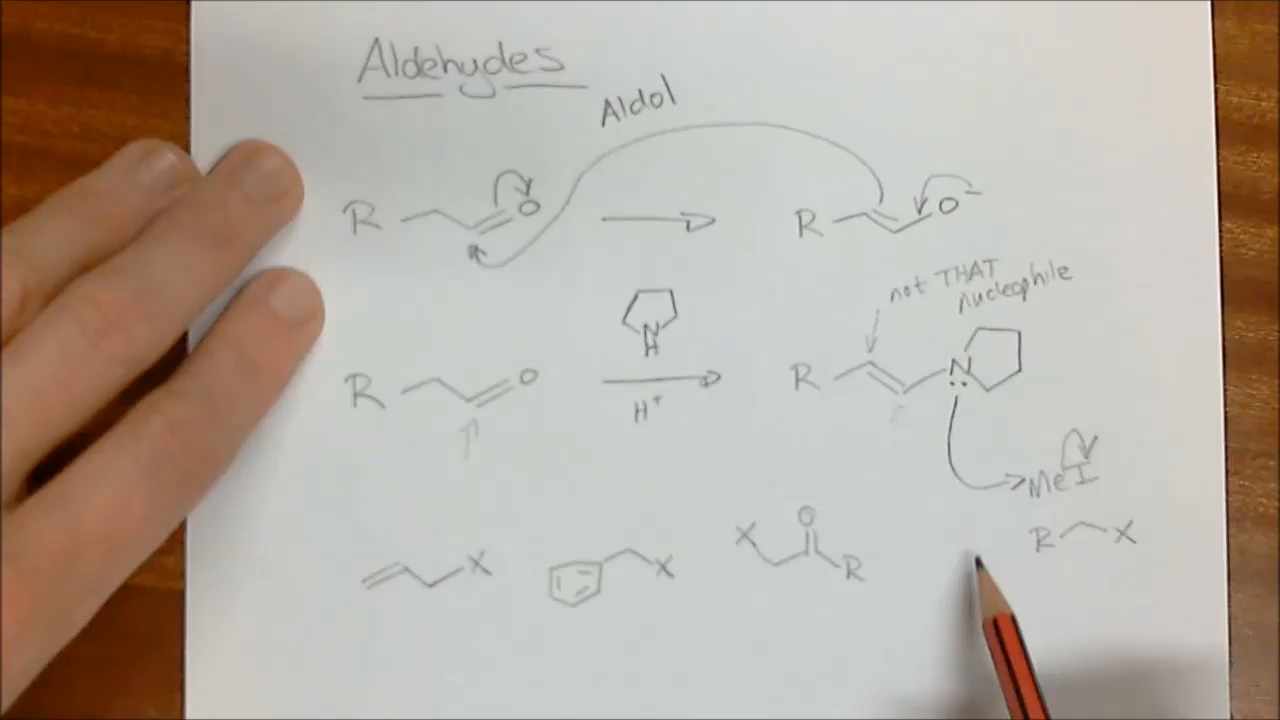 Aldehydes
Aldol
R O R O⁻
not THAT
nucleophile
N
H
R O H⁺ R N
MeI
R X
X X X O R